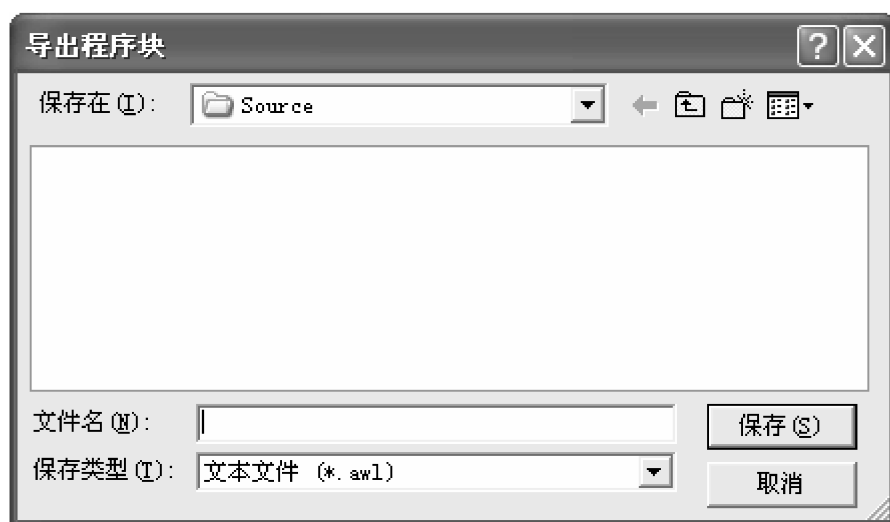 导出程序块
保存在(I):
Source
文件名(N):
保存(S)
保存类型(T):
文本文件 (*.awl)
取消